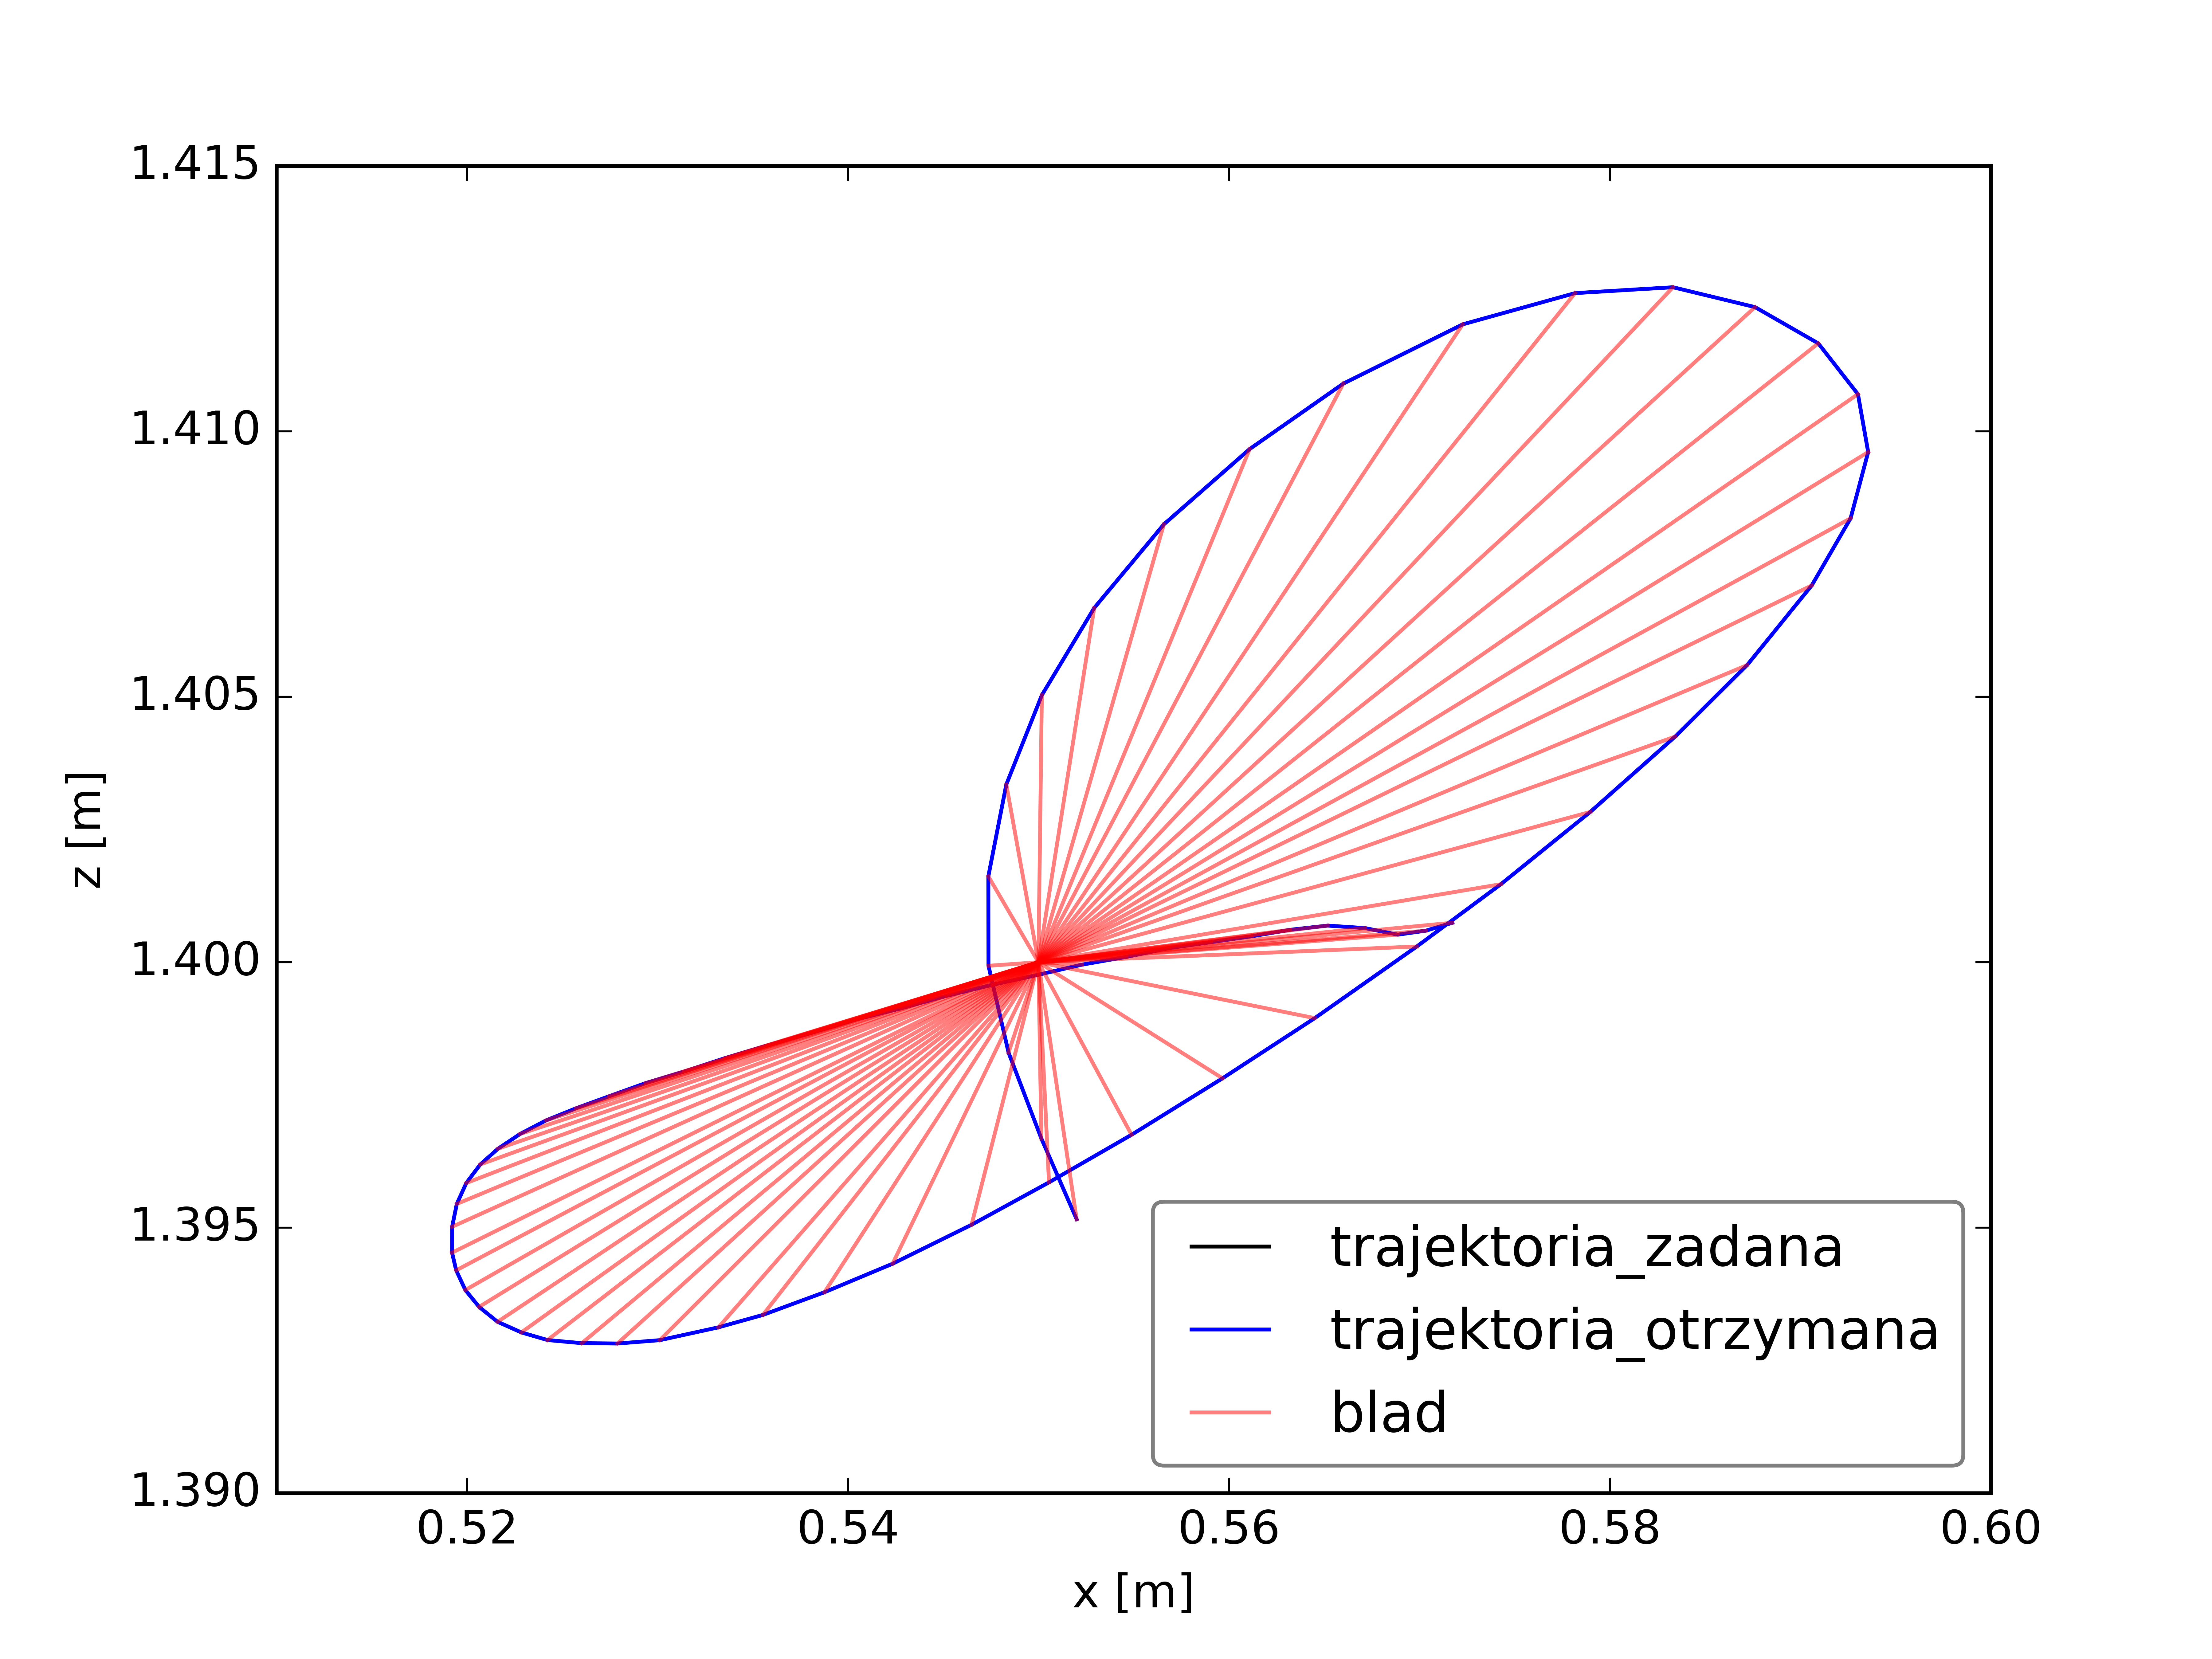 1.415
1.410
1.405
1.400
1.395
1.390
z [m]
0.52 0.54 0.56 0.58 0.60
x [m]
trajektoria_zadana
trajektoria_otrzymana
blad